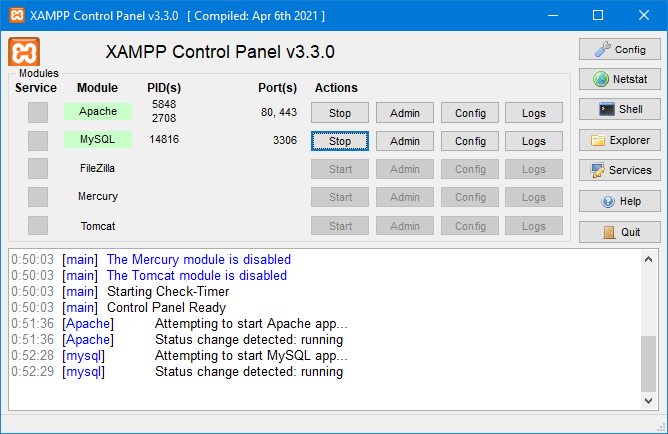 XAMPP Control Panel v3.3.0 [ Compiled: Apr 6th 2021 ]
XAMPP Control Panel v3.3.0
Config
Modules
Service Module PID(s) Port(s) Actions
Netstat
Apache 5848 2708 80, 443 Stop Admin Config Logs
Shell
MySQL 14816 3306 Stop Admin Config Logs
Explorer
FileZilla Start Admin Config Logs
Services
Mercury Start Admin Config Logs
Help
Tomcat Start Admin Config Logs
Quit
0:50:03 [main] The Mercury module is disabled
0:50:03 [main] The Tomcat module is disabled
0:50:03 [main] Starting Check-Timer
0:50:03 [main] Control Panel Ready
0:51:36 [Apache] Attempting to start Apache app...
0:51:36 [Apache] Status change detected: running
0:52:28 [mysql] Attempting to start MySQL app...
0:52:29 [mysql] Status change detected: running